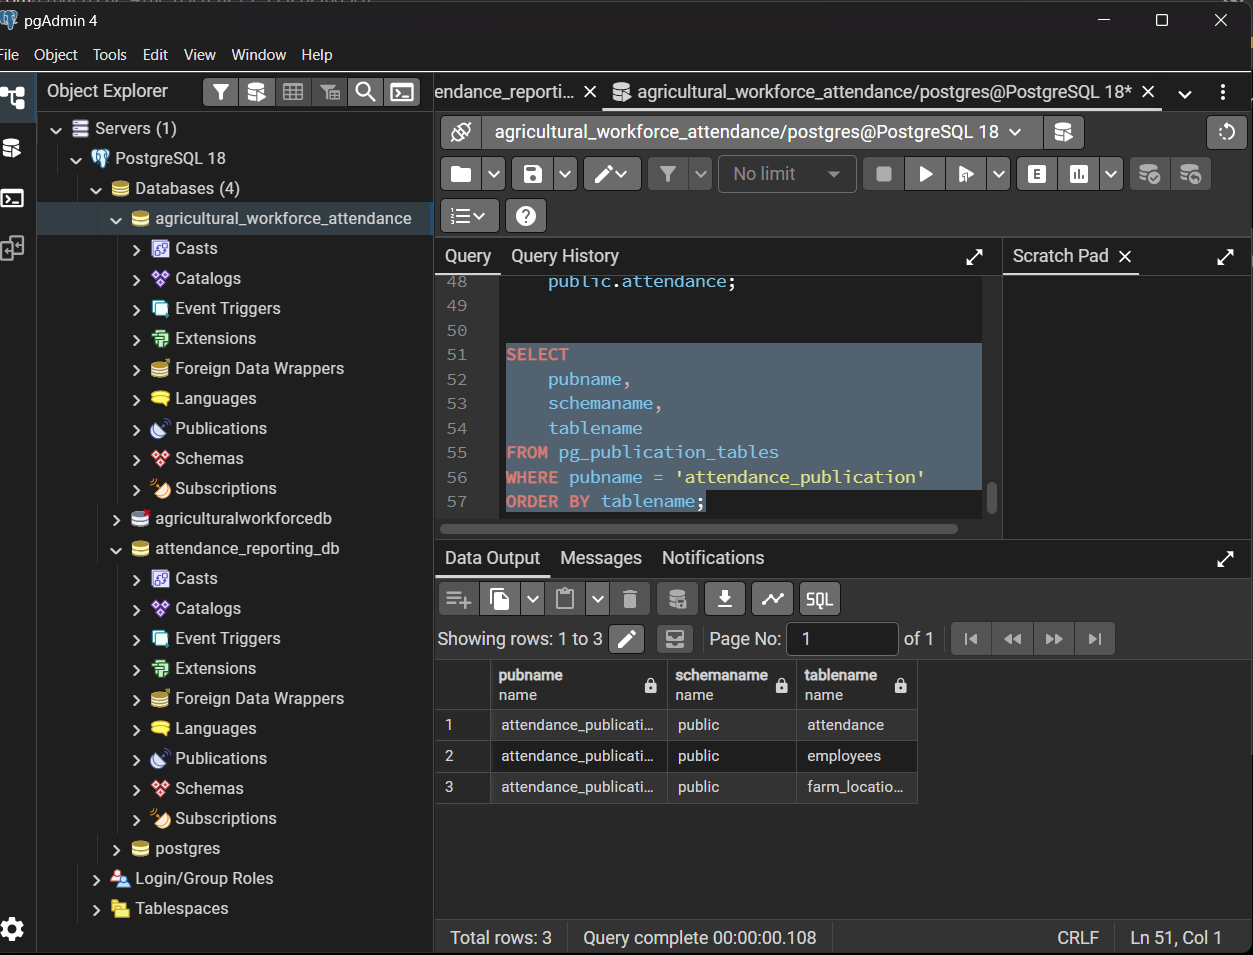 pgAdmin 4
File Object Tools Edit View Window Help
Object Explorer
endance_reporti...
agricultural_workforce_attendance/postgres@PostgreSQL 18*
Servers (1)
PostgreSQL 18
Databases (4)
agricultural_workforce_attendance
Casts
Catalogs
Event Triggers
Extensions
Foreign Data Wrappers
Languages
Publications
Schemas
Subscriptions
agriculturalworkforcedb
attendance_reporting_db
Casts
Catalogs
Event Triggers
Extensions
Foreign Data Wrappers
Languages
Publications
Schemas
Subscriptions
postgres
Login/Group Roles
Tablespaces
agricultural_workforce_attendance/postgres@PostgreSQL 18
No limit
E
Query Query History
Scratch Pad
48 public.attendance;
49
50
51 SELECT
52 pubname,
53 schemaname,
54 tablename
55 FROM pg_publication_tables
56 WHERE pubname = 'attendance_publication'
57 ORDER BY tablename;
Data Output Messages Notifications
SQL
Showing rows: 1 to 3 Page No: 1 of 1
pubname schemaname tablename
name name name
1 attendance_publicati... public attendance
2 attendance_publicati... public employees
3 attendance_publicati... public farm_locatio...
Total rows: 3 Query complete 00:00:00.108 CRLF Ln 51, Col 1